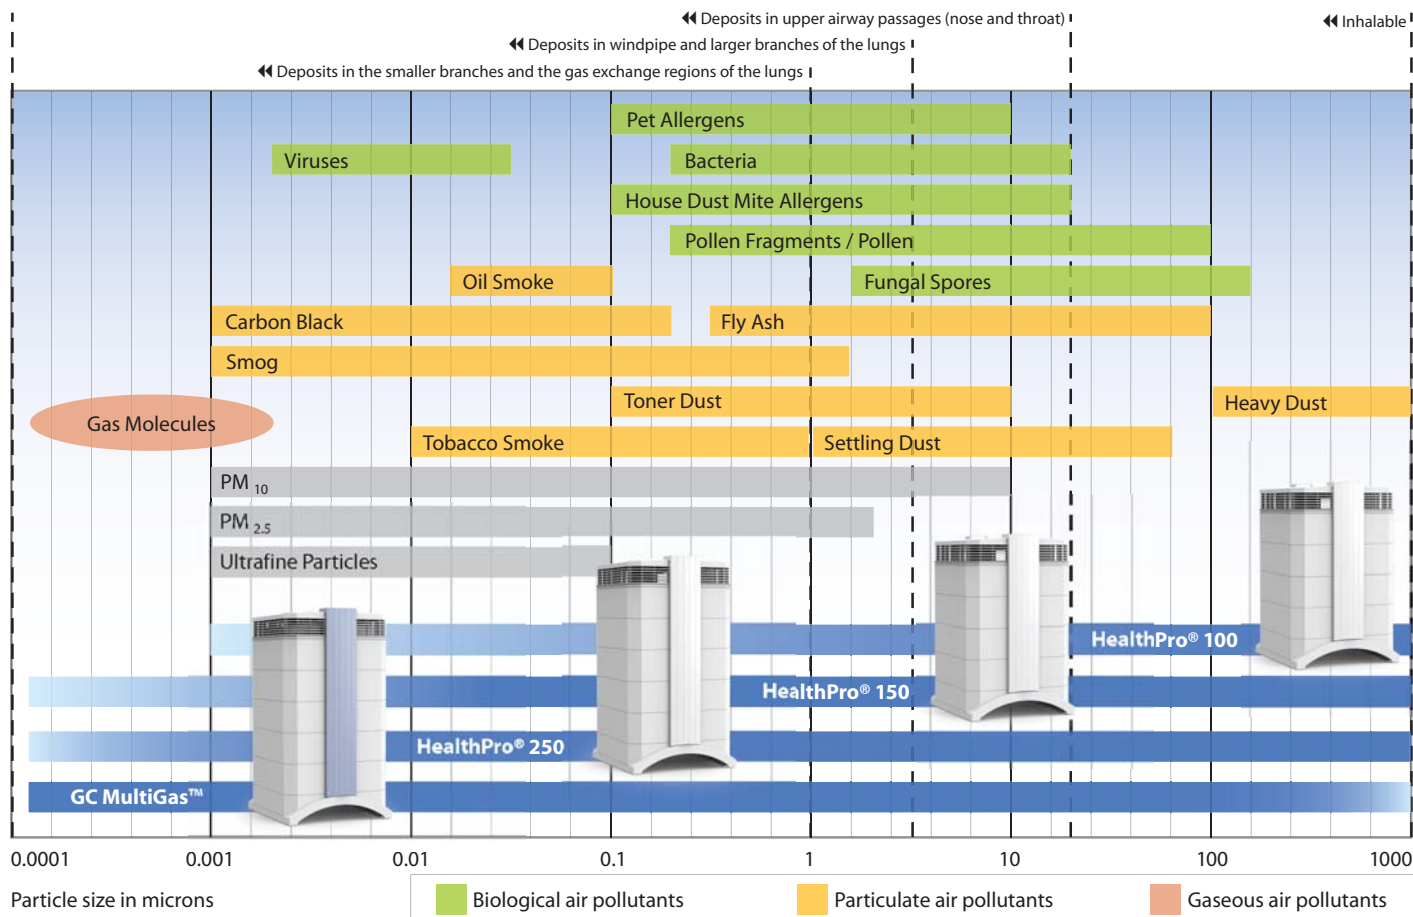 Deposits in upper airway passages (nose and throat)
Inhalable
Deposits in windpipe and larger branches of the lungs
Deposits in the smaller branches and the gas exchange regions of the lungs
Pet Allergens
Viruses
Bacteria
House Dust Mite Allergens
Pollen Fragments / Pollen
Oil Smoke
Fungal Spores
Carbon Black
Fly Ash
Smog
Toner Dust
Heavy Dust
Gas Molecules
Tobacco Smoke
Settling Dust
PM 10
PM 2.5
Ultrafine Particles
HealthPro® 100
HealthPro® 150
HealthPro® 250
GC MultiGas™
0.0001 0.001 0.01 0.1 1 10 100 1000
Particle size in microns
Biological air pollutants
Particulate air pollutants
Gaseous air pollutants